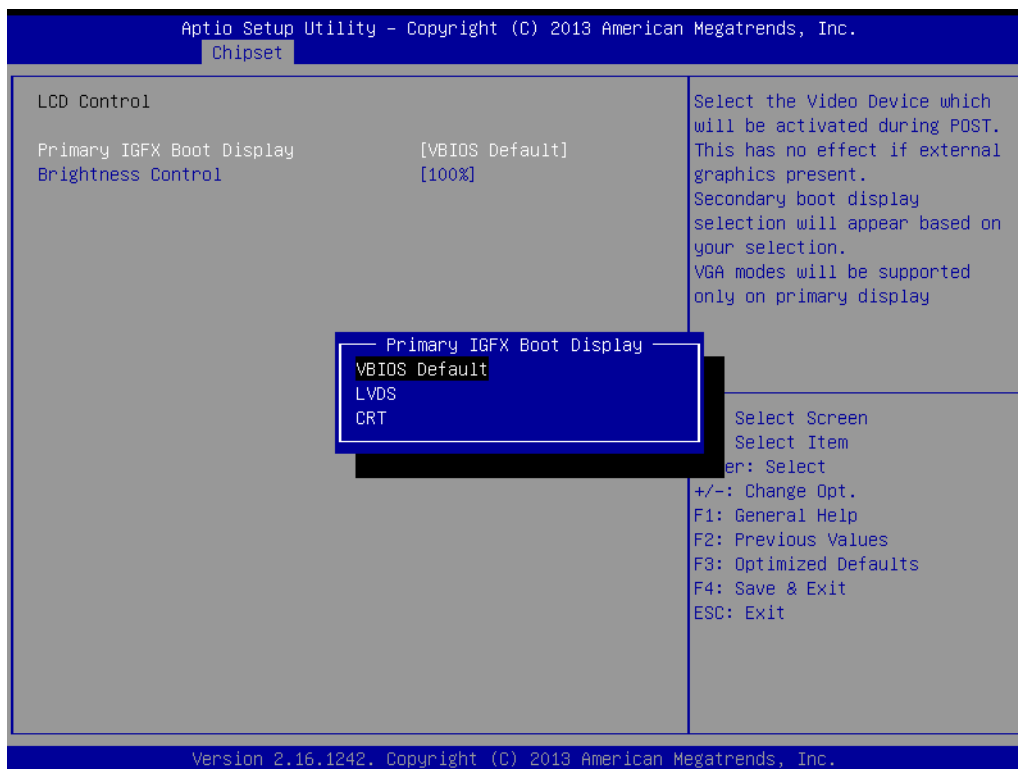 Aptio Setup Utility – Copyright (C) 2013 American Megatrends, Inc.
Chipset
LCD Control
Primary IGFX Boot Display [VBIOS Default]
Brightness Control [100%]
Select the Video Device which
will be activated during POST.
This has no effect if external
graphics present.
Secondary boot display
selection will appear based on
your selection.
VGA modes will be supported
only on primary display
Primary IGFX Boot Display
VBIOS Default
LVDS
CRT
Select Screen
Select Item
er: Select
+/-: Change Opt.
F1: General Help
F2: Previous Values
F3: Optimized Defaults
F4: Save & Exit
ESC: Exit
Version 2.16.1242. Copyright (C) 2013 American Megatrends, Inc.